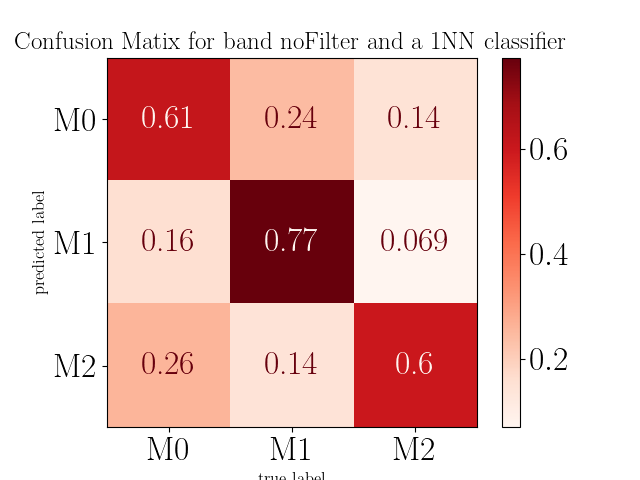 Confusion Matix for band noFilter and a 1NN classifier
M0 0.61 0.24 0.14
0.6
predicted label
M1 0.16 0.77 0.069
0.4
M2 0.26 0.14 0.6
0.2
M0 M1 M2
true label